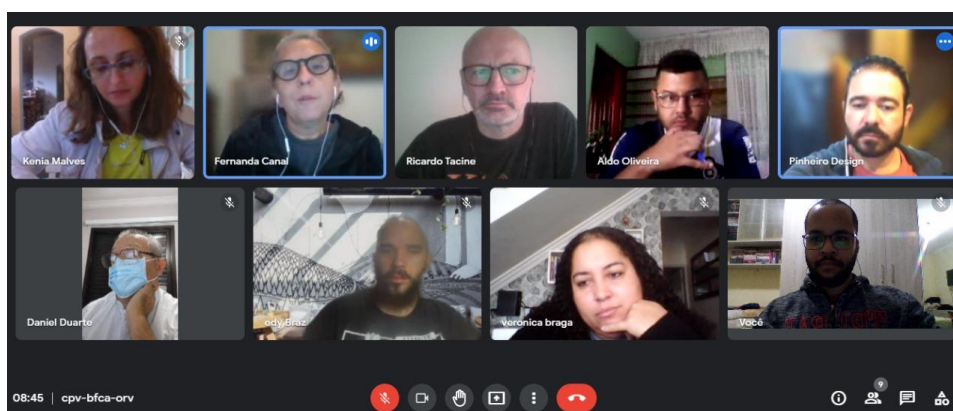 Kenia Malves
Fernanda Canal
Ricardo Tacine
Aldo Oliveira
Pinheiro Design
Daniel Duarte
ody Braz
veronica braga
Você
08:45 | cpv-bfca-orv
9